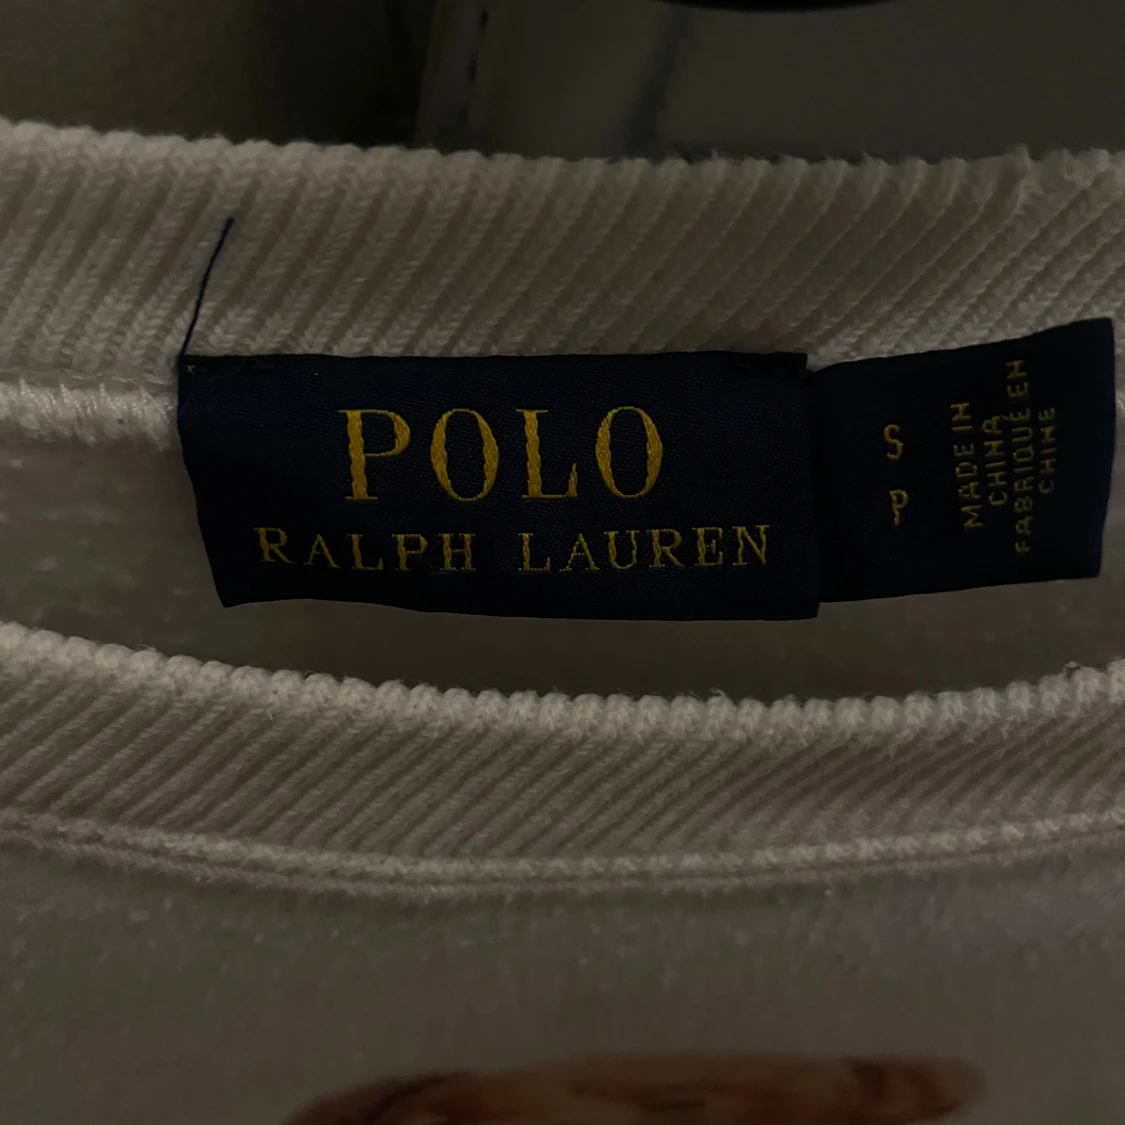 POLO
RALPH LAUREN
S
P
MADE IN
CHINA
FABRIQUÉ EN
CHINE